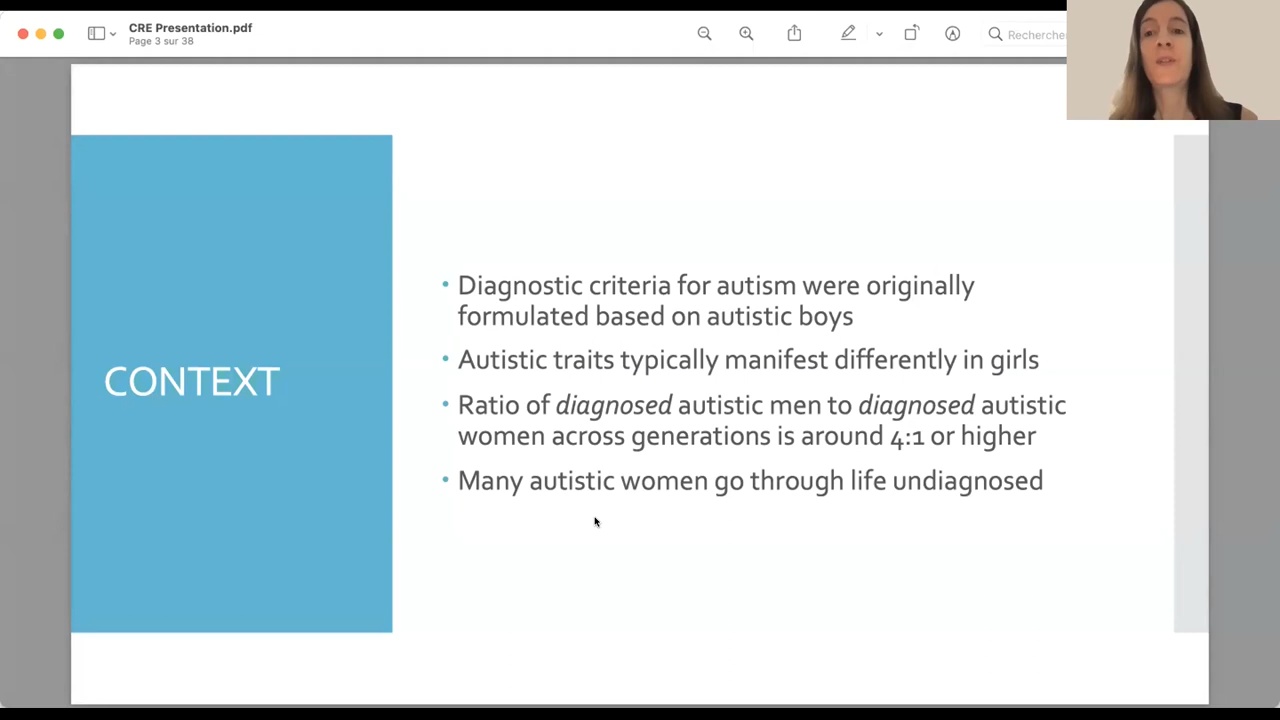 CRE Presentation.pdf
Page 3 sur 38
Recherche
CONTEXT
• Diagnostic criteria for autism were originally
formulated based on autistic boys
• Autistic traits typically manifest differently in girls
• Ratio of diagnosed autistic men to diagnosed autistic
women across generations is around 4:1 or higher
• Many autistic women go through life undiagnosed